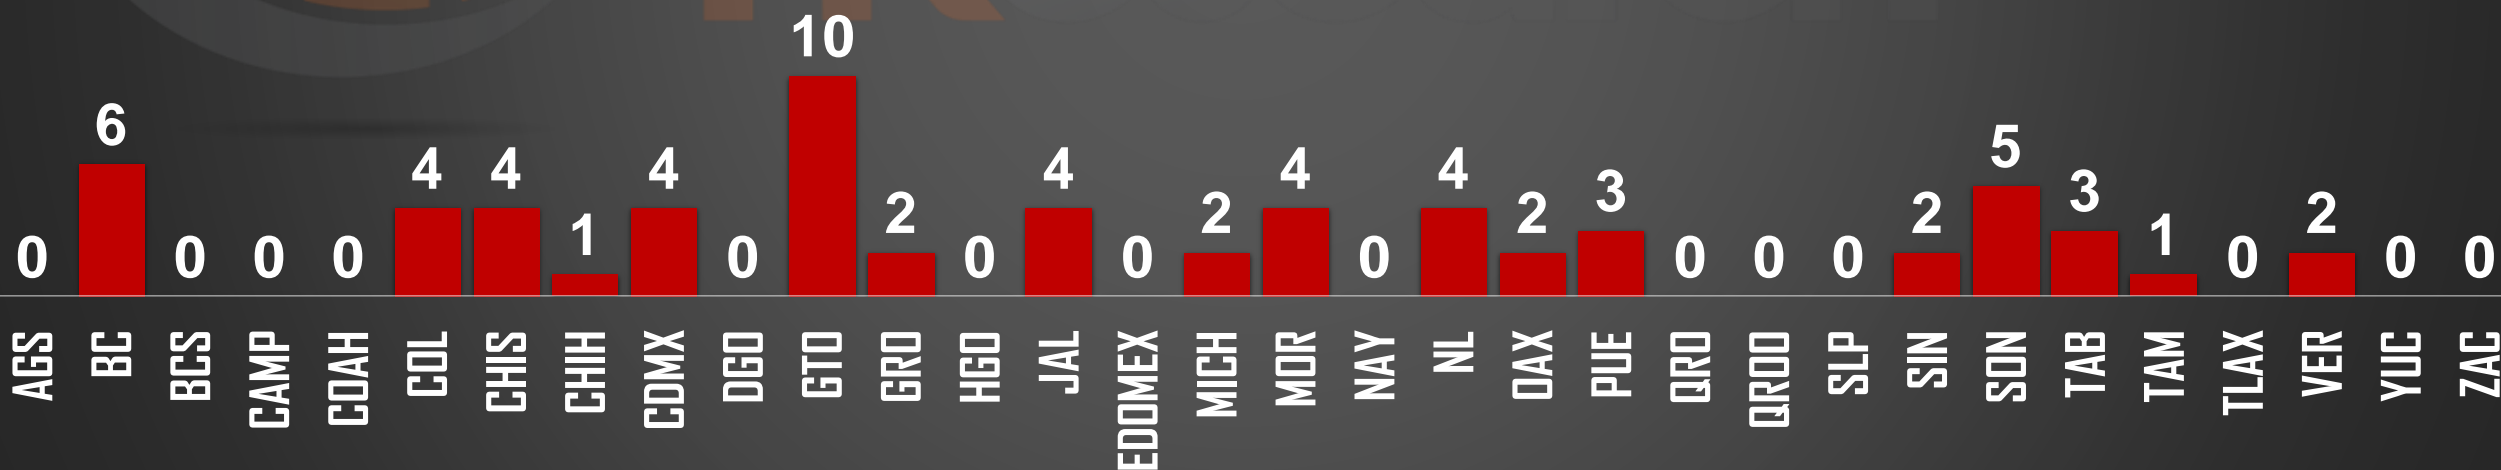 10
6
5
4 4 4 4 4 4
3 3
2 2 2 2 2
1 1
0 0 0 0 0 0 0 0 0 0 0 0 0 0
AGS BC BCS CAMP COAH COL CHIS CHIH CDMX DGO GTO GRO HGO JAL EDOMEX MICH MOR NAY NL OAX PUE QRO QROO SLP SIN SON TAB TAM TLAX VER YUC ZAC